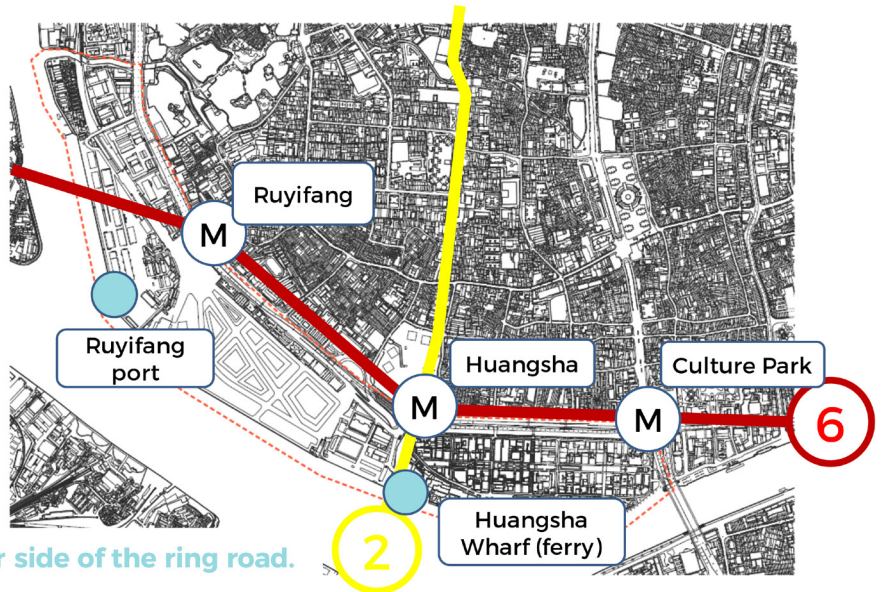 Ruyifang
M
Ruyifang
port
Huangsha
Culture Park
M
M
6
Huangsha
Wharf (ferry)
2
side of the ring road.